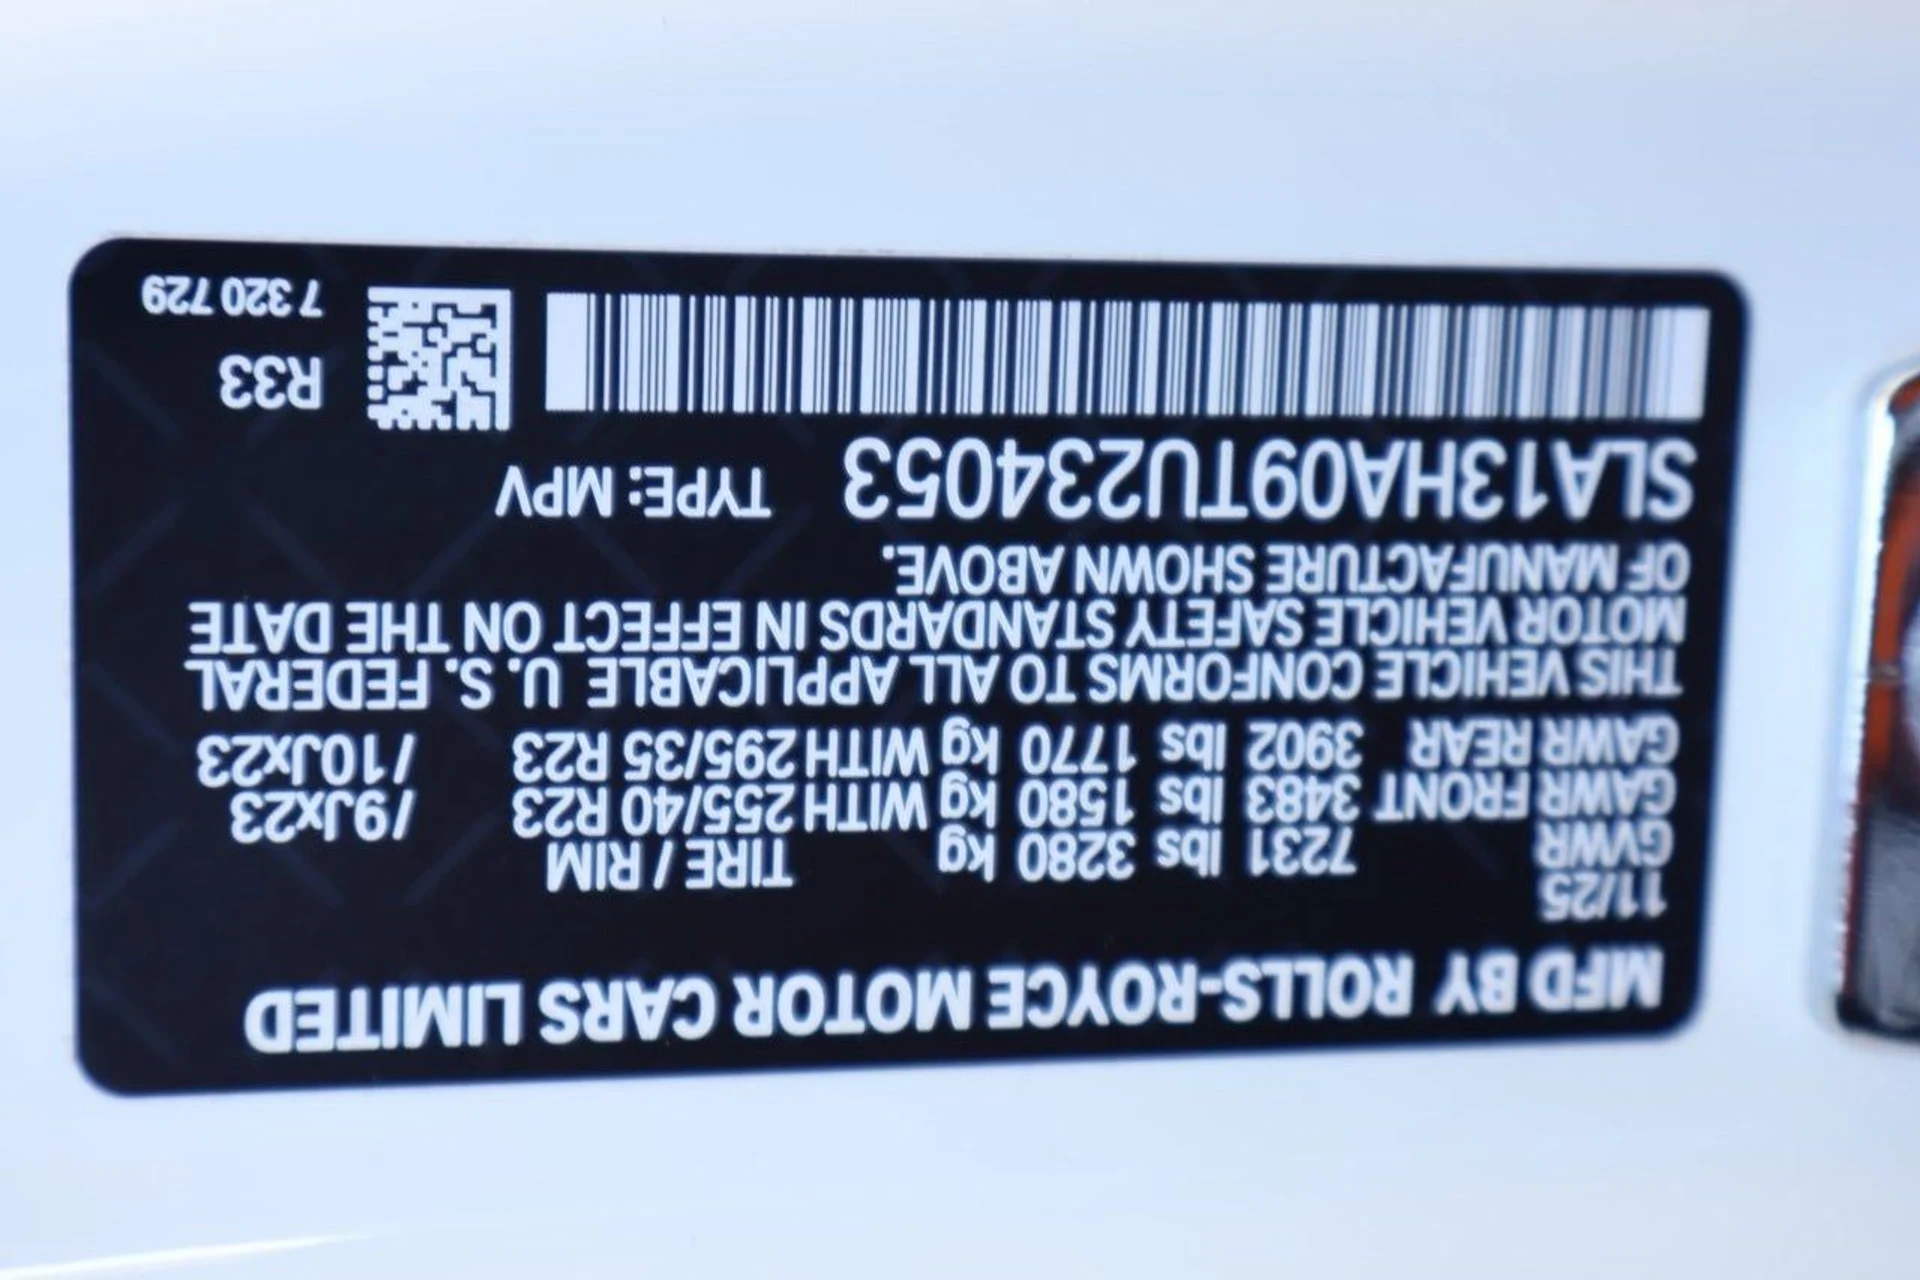 MFD BY ROLLS-ROYCE MOTOR CARS LIMITED
11/25
GVWR 7231 lbs 3280 kg TIRE / RIM
GAWR FRONT 3483 lbs 1580 kg WITH 255/40 R23 /9Jx23
GAWR REAR 3902 lbs 1770 kg WITH 295/35 R23 /10Jx23
THIS VEHICLE CONFORMS TO ALL APPLICABLE U. S. FEDERAL
MOTOR VEHICLE SAFETY STANDARDS IN EFFECT ON THE DATE
OF MANUFACTURE SHOWN ABOVE.
SLA13HA09TU234053 TYPE: MPV
R33
7 320 729